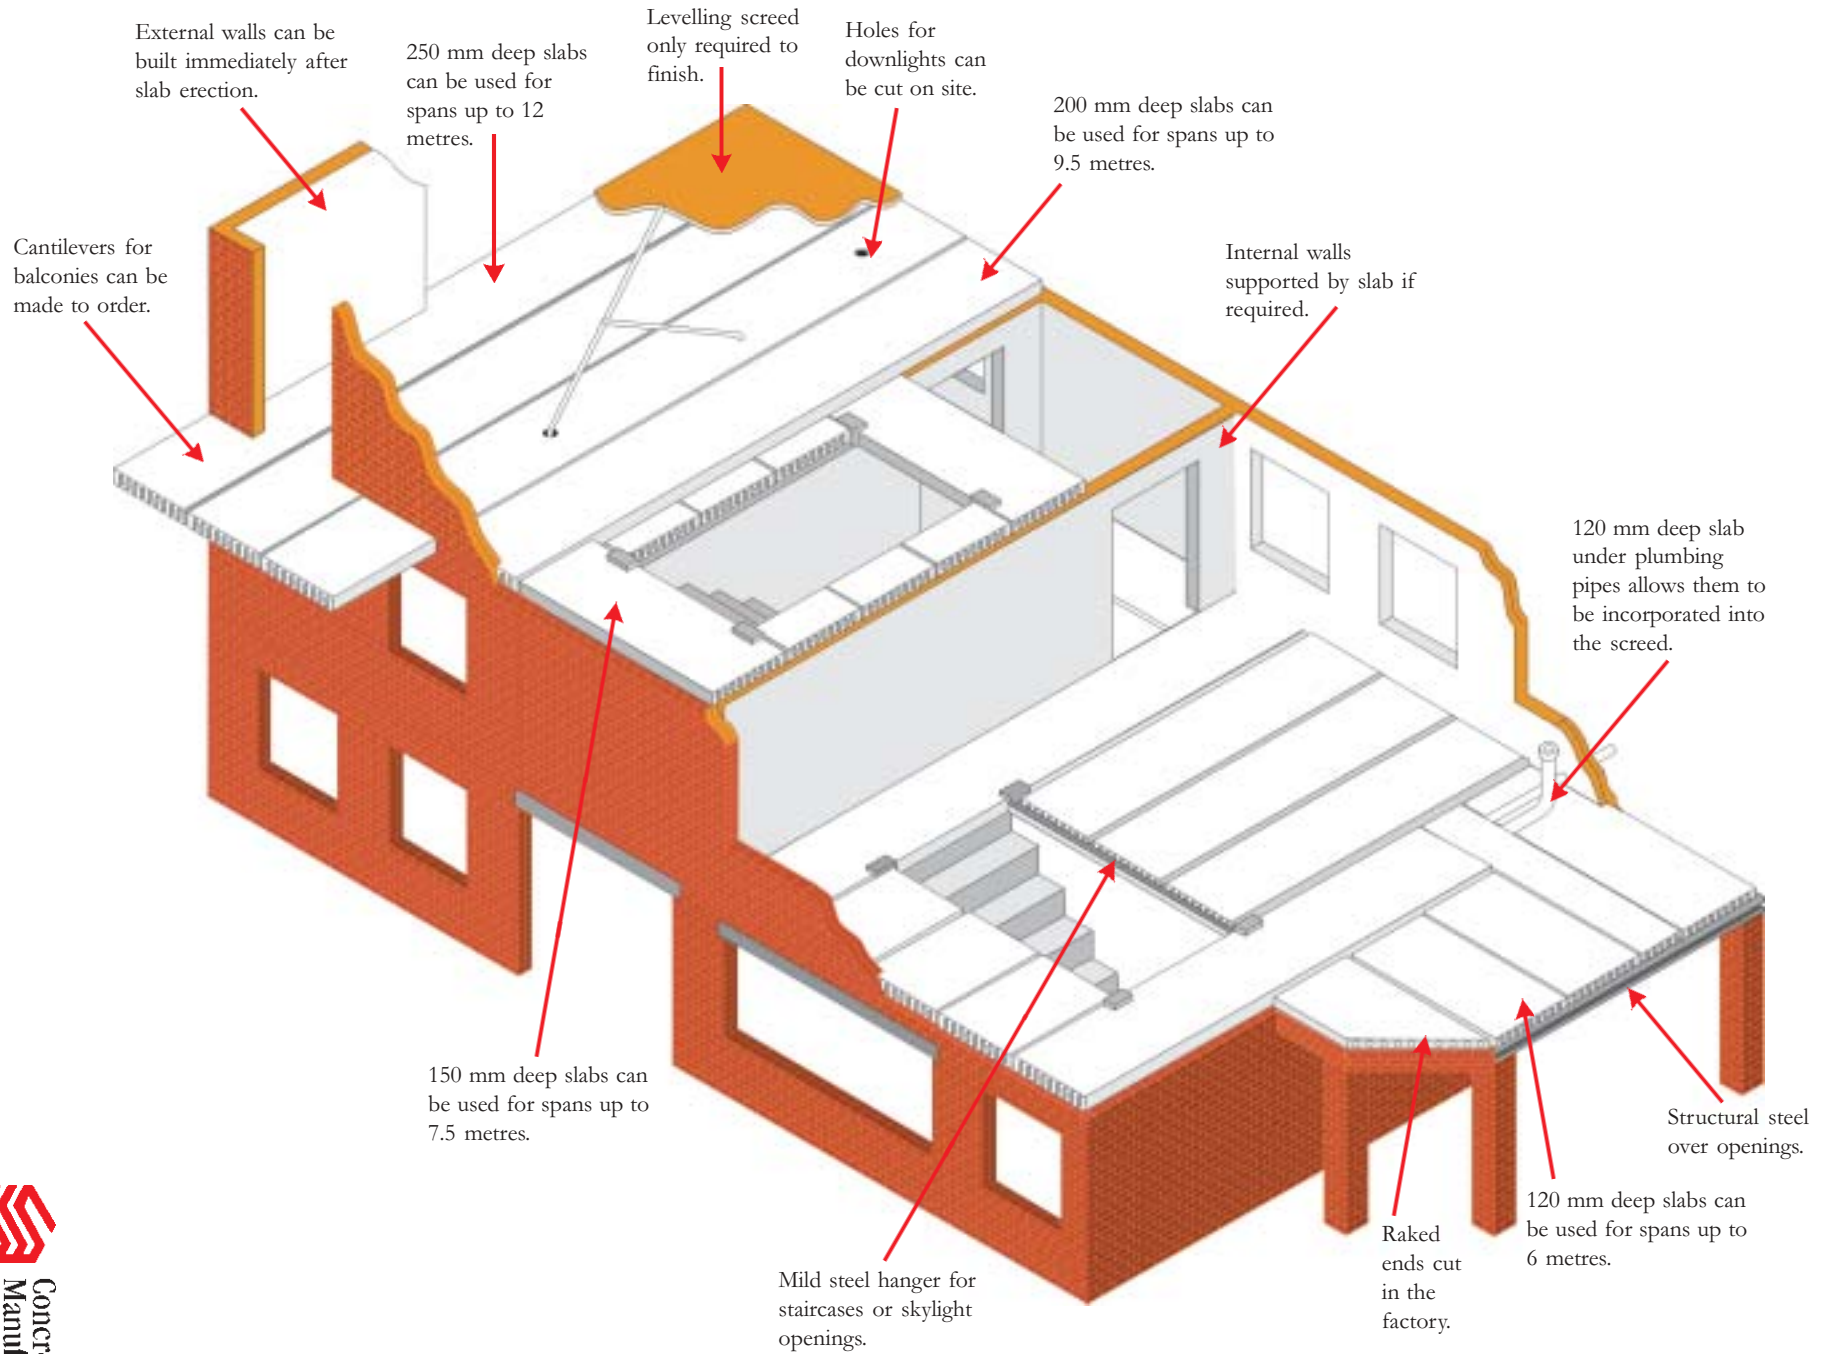 External walls can be
built immediately after
slab erection.
250 mm deep slabs
can be used for
spans up to 12
metres.
Levelling screed
only required to
finish.
Holes for
downlights can
be cut on site.
200 mm deep slabs can
be used for spans up to
9.5 metres.
Cantilevers for
balconies can be
made to order.
Internal walls
supported by slab if
required.
120 mm deep slab
under plumbing
pipes allows them to
be incorporated into
the screed.
150 mm deep slabs can
be used for spans up to
7.5 metres.
Structural steel
over openings.
120 mm deep slabs can
be used for spans up to
6 metres.
Raked
ends cut
in the
factory.
Mild steel hanger for
staircases or skylight
openings.